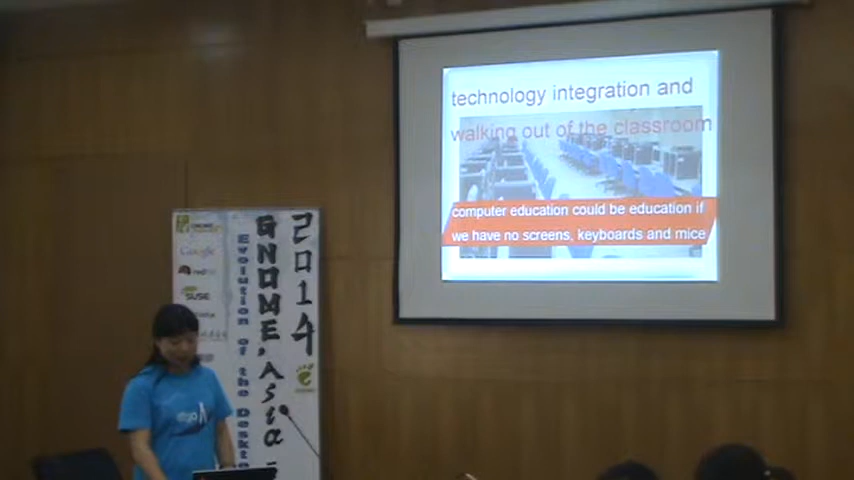 technology integration and
walking out of the classroom
computer education could be education if
we have no screens, keyboards and mice
2014
GNOME,Asia
Evolution of the Deskto
Google
SUSE